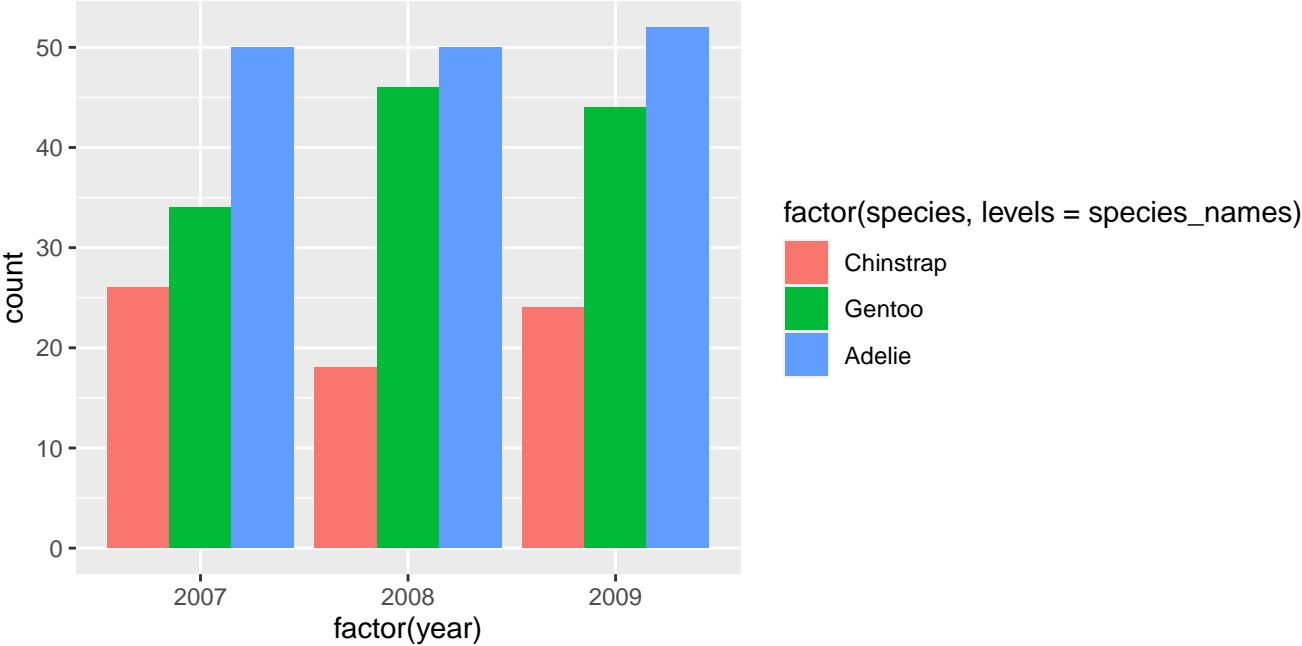 count
50
40
30
20
10
0
2007 2008 2009
factor(year)
factor(species, levels = species_names)
Chinstrap
Gentoo
Adelie